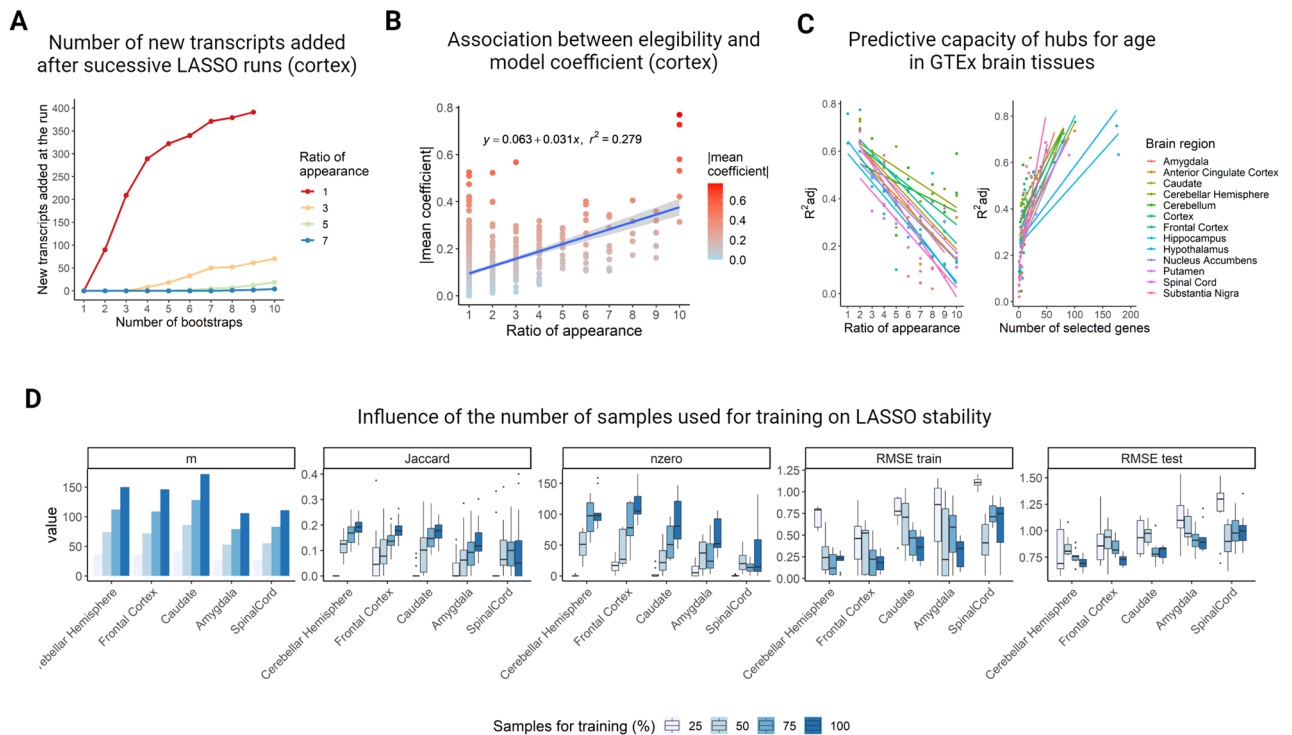 A
Number of new transcripts added
after sucessive LASSO runs (cortex)
New transcripts added at the run
400
350
300
250
200
150
100
50
0
1 2 3 4 5 6 7 8 9 10
Number of bootstraps
Ratio of
appearance
1
3
5
7
B
Association between elegibility and
model coefficient (cortex)
|mean coefficient|
0.8
0.6
0.4
0.2
0.0
y = 0.063 + 0.031x, r² = 0.279
1 2 3 4 5 6 7 8 9 10
Ratio of appearance
|mean
coefficient|
0.6
0.4
0.2
0.0
C
Predictive capacity of hubs for age
in GTEx brain tissues
R²adj
0.8
0.6
0.4
0.2
0.0
1 2 3 4 5 6 7 8 9 10
Ratio of appearance
R²adj
0.8
0.6
0.4
0.2
0.0
0 50 100 150 200
Number of selected genes
Brain region
Amygdala
Anterior Cingulate Cortex
Caudate
Cerebellar Hemisphere
Cerebellum
Cortex
Frontal Cortex
Hippocampus
Hypothalamus
Nucleus Accumbens
Putamen
Spinal Cord
Substantia Nigra
D
Influence of the number of samples used for training on LASSO stability
value
m
150
100
50
0
ebellar Hemisphere
Frontal Cortex
Caudate
Amygdala
SpinalCord
Jaccard
0.4
0.3
0.2
0.1
0.0
Cerebellar Hemisphere
Frontal Cortex
Caudate
Amygdala
SpinalCord
nzero
150
100
50
0
Cerebellar Hemisphere
Frontal Cortex
Caudate
Amygdala
SpinalCord
RMSE train
1.25
1.00
0.75
0.50
0.25
0.00
Cerebellar Hemisphere
Frontal Cortex
Caudate
Amygdala
SpinalCord
RMSE test
1.50
1.25
1.00
0.75
Cerebellar Hemisphere
Frontal Cortex
Caudate
Amygdala
SpinalCord
Samples for training (%) 25 50 75 100